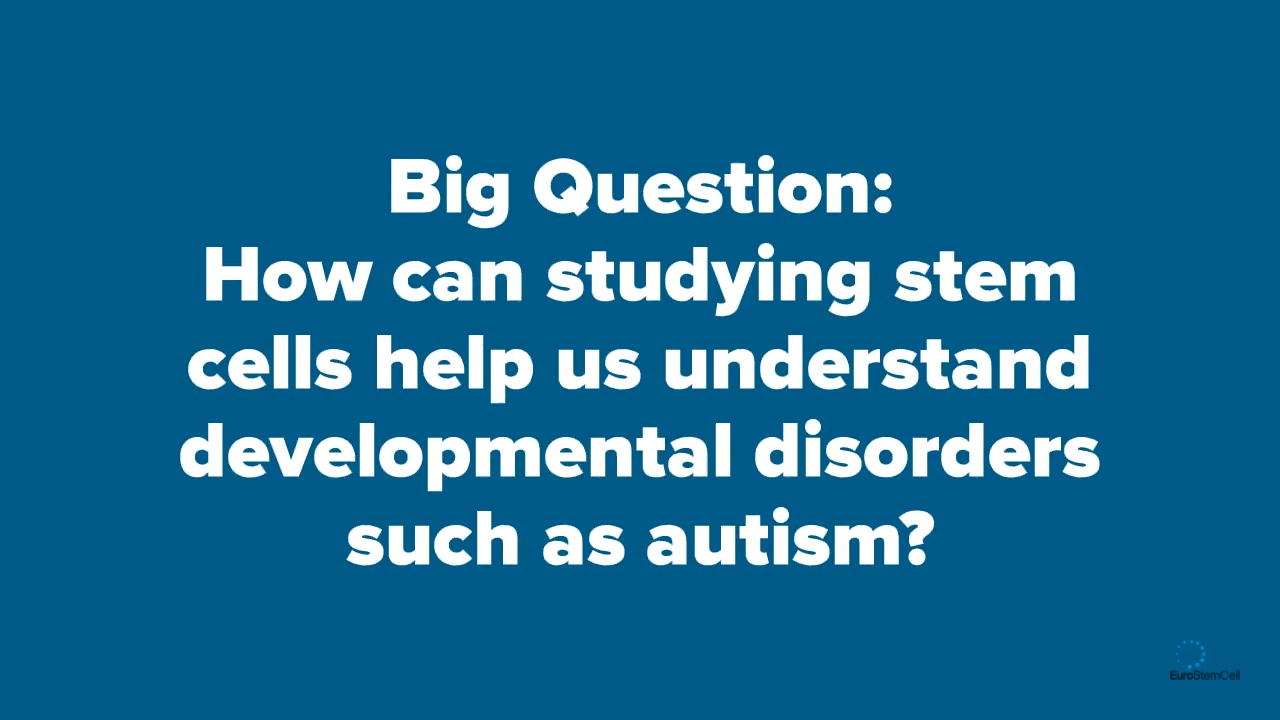 Big Question:
How can studying stem
cells help us understand
developmental disorders
such as autism?
EuroStemCell